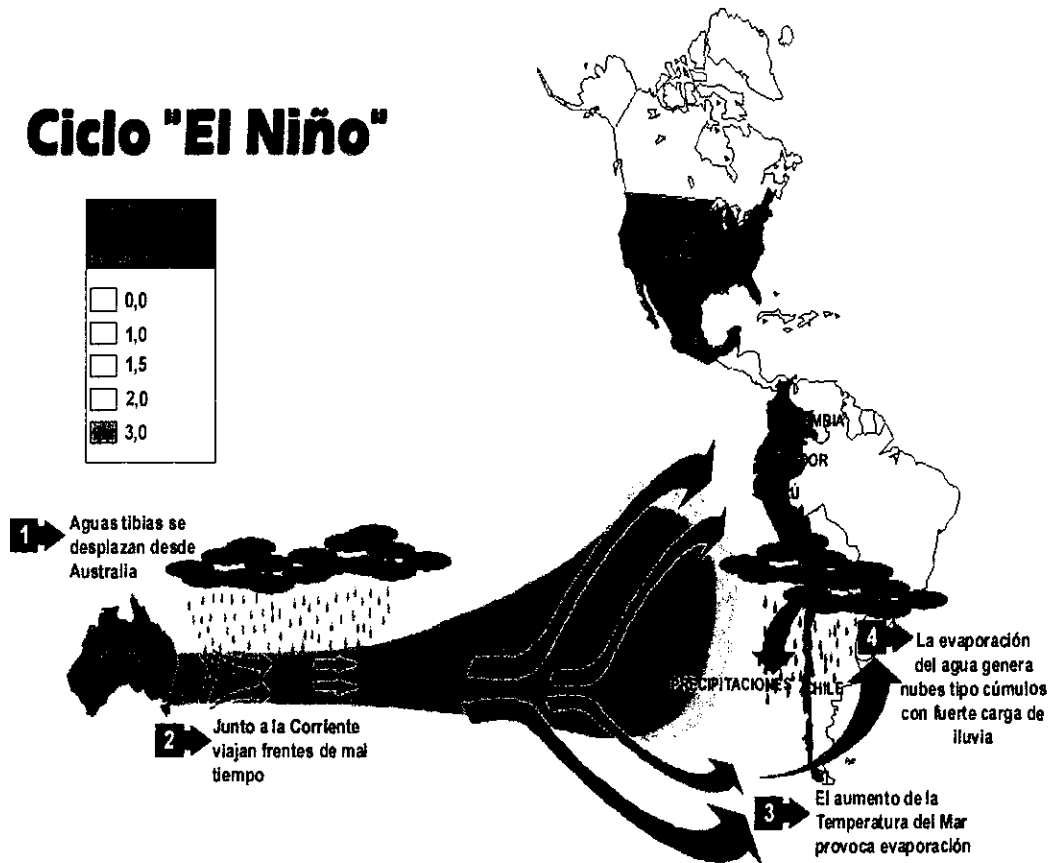 Ciclo "El Niño"
0,0
1,0
1,5
2,0
3,0
1
Aguas tibias se
desplazan desde
Australia
2
Junto a la Corriente
viajan frentes de mal
tiempo
PRECIPITACIONES
CHILE
4
La evaporación
del agua genera
nubes tipo cúmulos
con fuerte carga de
lluvia
3
El aumento de la
Temperatura del Mar
provoca evaporación